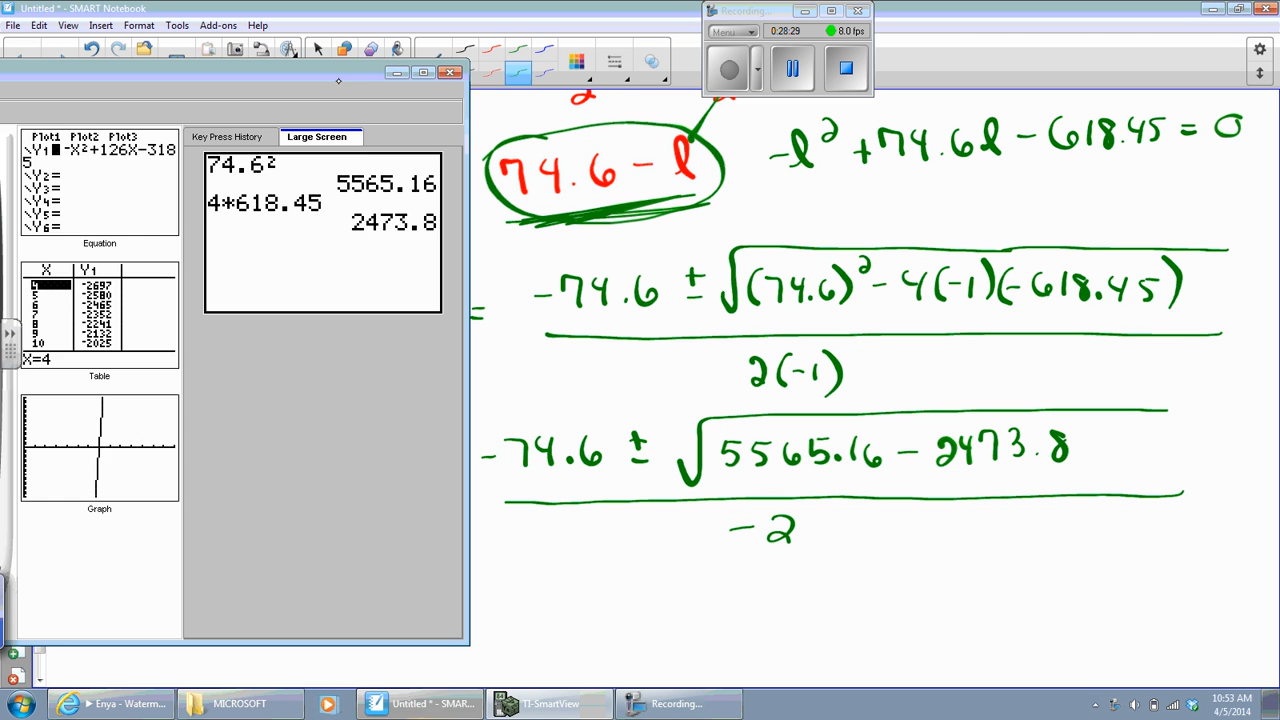 Untitled * - SMART Notebook
File Edit View Insert Format Tools Add-ons Help
Recording...
Menu 0:28:29 8.0 fps
Key Press History Large Screen
Plot1 Plot2 Plot3
\Y1■-X²+126X-318
5
\Y2=
\Y3=
\Y4=
\Y5=
\Y6=
Equation
X Y1
4 -2697
5 -2580
6 -2465
7 -2352
8 -2241
9 -2132
10 -2025
X=4
Table
Graph
74.6²
5565.16
4*618.45
2473.8
2
74.6 - l
-l² + 74.6l - 618.45 = 0
= -74.6 ± √(74.6)² - 4(-1)(-618.45)
2(-1)
-74.6 ± √5565.16 - 2473.8
-2
Enya - Waterm...
MICROSOFT
Untitled * - SMAR...
TI-SmartView
Recording...
10:53 AM
4/5/2014